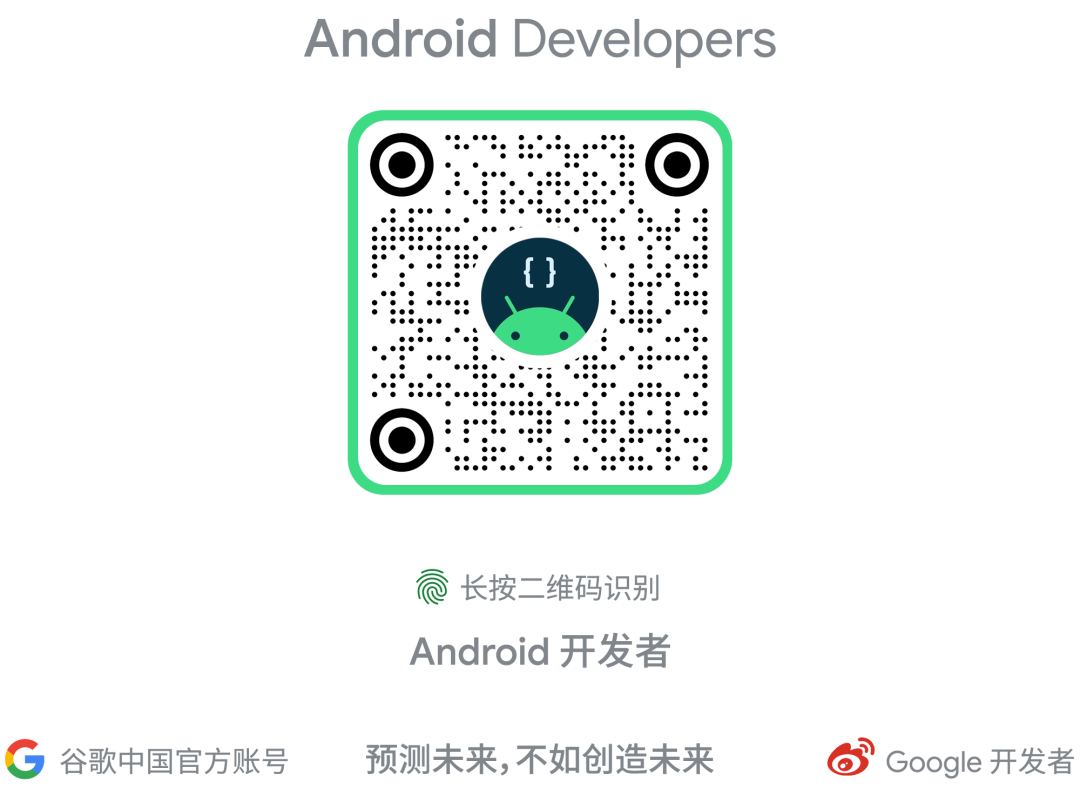 Android Developers
{ }
长按二维码识别
Android 开发者
谷歌中国官方账号
预测未来,不如创造未来
Google 开发者